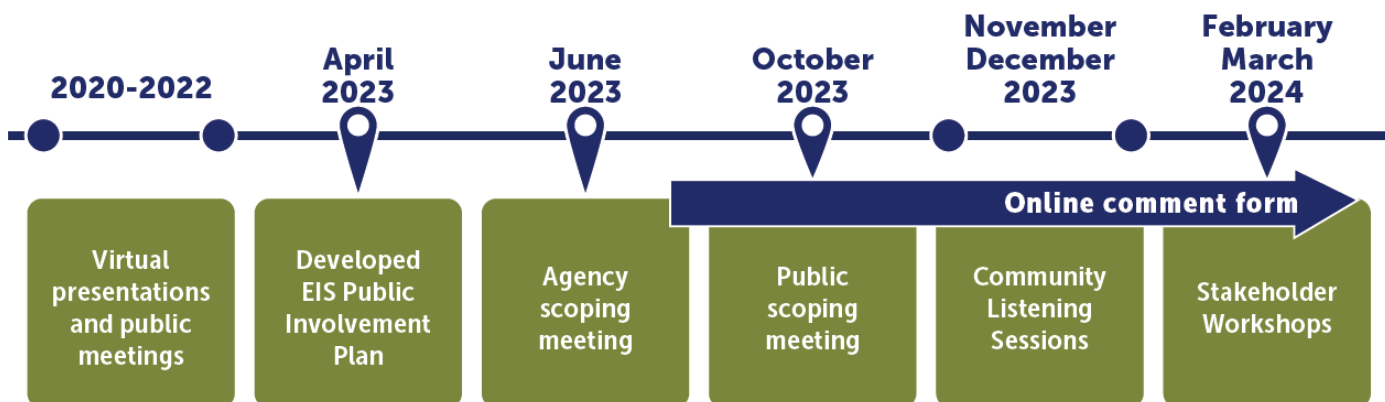 2020-2022
April
2023
June
2023
October
2023
November
December
2023
February
March
2024
Online comment form
Virtual
presentations
and public
meetings
Developed
EIS Public
Involvement
Plan
Agency
scoping
meeting
Public
scoping
meeting
Community
Listening
Sessions
Stakeholder
Workshops